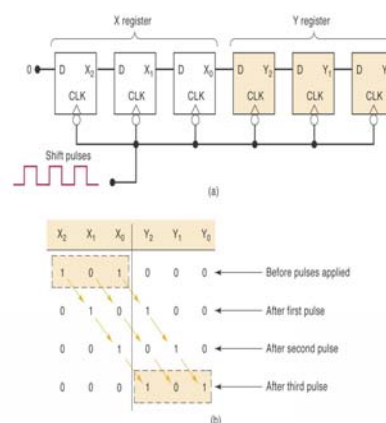 X register
Y register
0
D X₂ D X₁ D X₀ D Y₂ D Y₁ D Y
CLK CLK CLK CLK CLK CLK
Shift pulses
(a)
X₂ X₁ X₀ Y₂ Y₁ Y₀
1 0 1 0 0 0 Before pulses applied
0 1 0 1 0 0 After first pulse
0 0 1 0 1 0 After second pulse
0 0 0 1 0 1 After third pulse
(b)